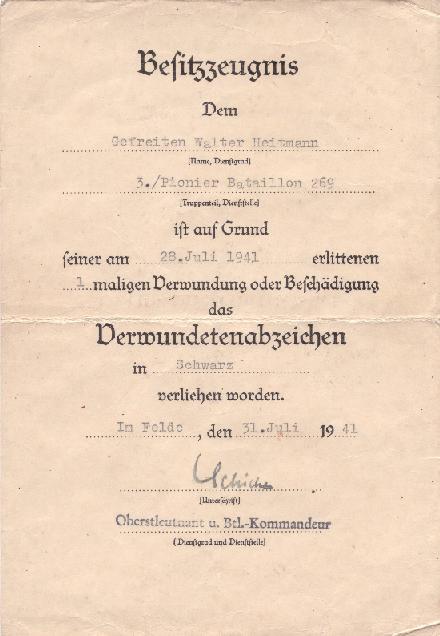 Besitzzeugnis
Dem
Gefreiten Walter Heitmann
(Name, Dienstgrad)
3./Pionier Bataillon 269
(Truppenteil, Dienststelle)
ist auf Grund
seiner am 28.Juli 1941 erlittenen
1 maligen Verwundung oder Beschädigung
das
Verwundetenabzeichen
in Schwarz
verliehen worden.
Im Felde, den 31.Juli 1941
(Unterschrift)
Oberstleutnant u. Btl.-Kommandeur
(Dienstgrad und Dienststelle)